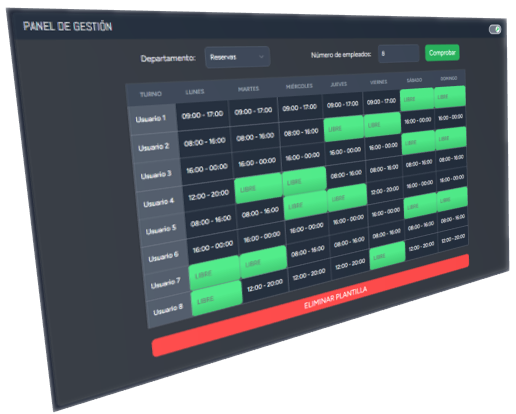 PANEL DE GESTIÓN
Departamento: Reservas Número de empleados: 8 Comprobar
TURNO LUNES MARTES MIÉRCOLES JUEVES VIERNES SÁBADO DOMINGO
Usuario 1 09:00 - 17:00 09:00 - 17:00 09:00 - 17:00 09:00 - 17:00 09:00 - 17:00 LIBRE LIBRE
Usuario 2 08:00 - 16:00 08:00 - 16:00 08:00 - 16:00 LIBRE LIBRE 16:00 - 00:00 16:00 - 00:00
Usuario 3 16:00 - 00:00 16:00 - 00:00 16:00 - 00:00 16:00 - 00:00 16:00 - 00:00 LIBRE LIBRE
Usuario 4 12:00 - 20:00 LIBRE LIBRE 08:00 - 16:00 08:00 - 16:00 08:00 - 16:00 08:00 - 16:00
Usuario 5 08:00 - 16:00 08:00 - 16:00 LIBRE LIBRE 12:00 - 20:00 16:00 - 00:00 16:00 - 00:00
Usuario 6 16:00 - 00:00 16:00 - 00:00 16:00 - 00:00 16:00 - 00:00 16:00 - 00:00 LIBRE LIBRE
Usuario 7 LIBRE LIBRE 08:00 - 16:00 08:00 - 16:00 08:00 - 16:00 08:00 - 16:00 08:00 - 16:00
Usuario 8 LIBRE 12:00 - 20:00 12:00 - 20:00 12:00 - 20:00 LIBRE 12:00 - 20:00 12:00 - 20:00
ELIMINAR PLANTILLA